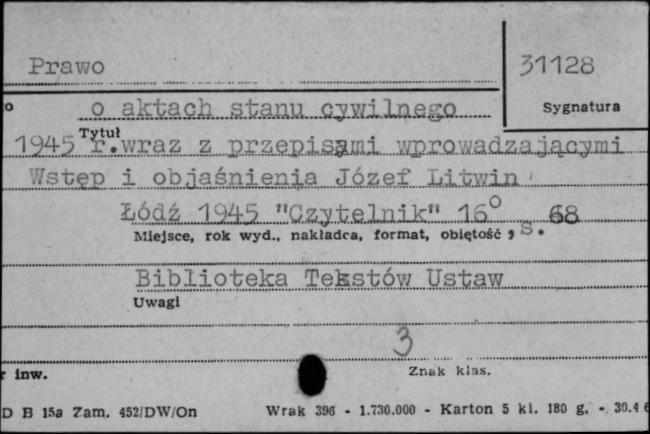 Prawo
31128
o aktach stanu cywilnego
Sygnatura
Tytuł
1945 r. wraz z przepisami wprowadzającymi
Wstęp i objaśnienia Józef Litwin
Łódź 1945 "Czytelnik" 16° s. 68
Miejsce, rok wyd., nakładca, format, obiętość,
Biblioteka Tekstów Ustaw
Uwagi
3
r inw.
Znak klas.
D B 15a Zam. 452/DW/On Wrak 396 - 1.730.000 - Karton 5 kl. 180 g. - 30.4 6